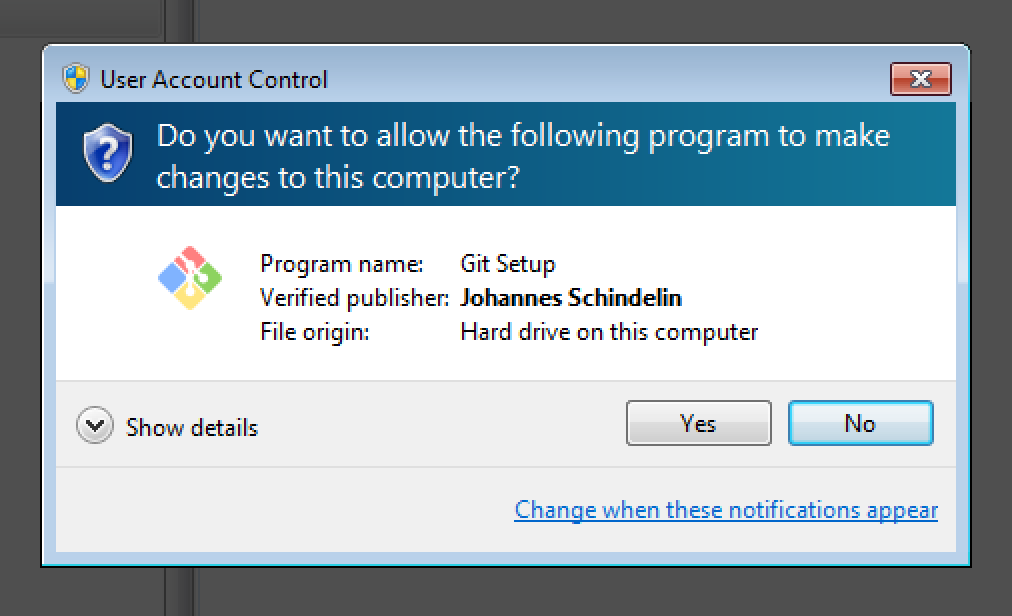 User Account Control
Do you want to allow the following program to make
changes to this computer?
Program name: Git Setup
Verified publisher: Johannes Schindelin
File origin: Hard drive on this computer
Show details
Yes
No
Change when these notifications appear